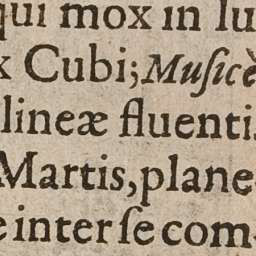 qui mox in lu
x Cubi; Muſicè
lineæ fluenti
Martis, plane
e inter ſe com-